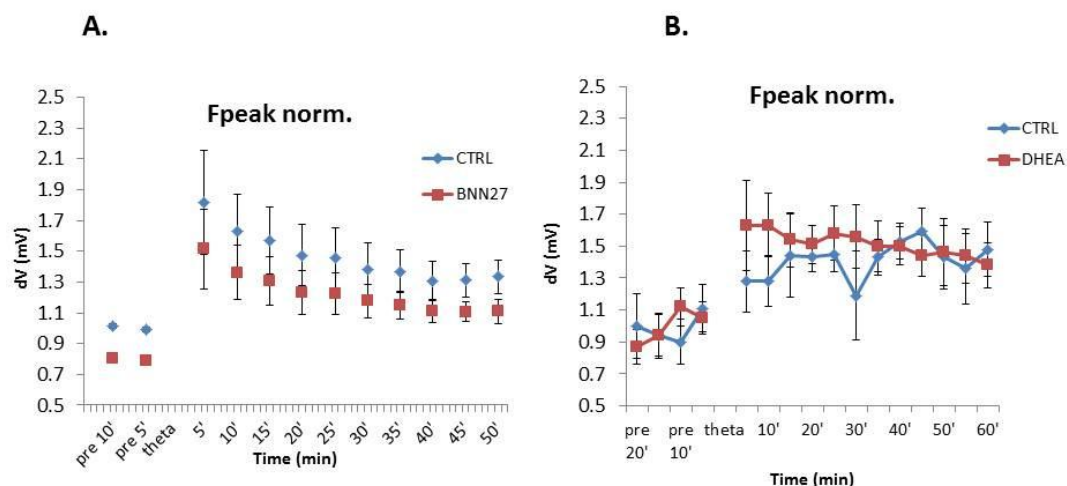 A.
Fpeak norm.
2.5
2.3
2.1
1.9
1.7
1.5
1.3
1.1
0.9
0.7
0.5
dV (mV)
CTRL
BNN27
pre 10' pre 5' theta 5' 10' 15' 20' 25' 30' 35' 40' 45' 50'
Time (min)
B.
Fpeak norm.
2.5
2.3
2.1
1.9
1.7
1.5
1.3
1.1
0.9
0.7
0.5
dV (mV)
CTRL
DHEA
pre pre theta 10' 20' 30' 40' 50' 60'
20' 10'
Time (min)